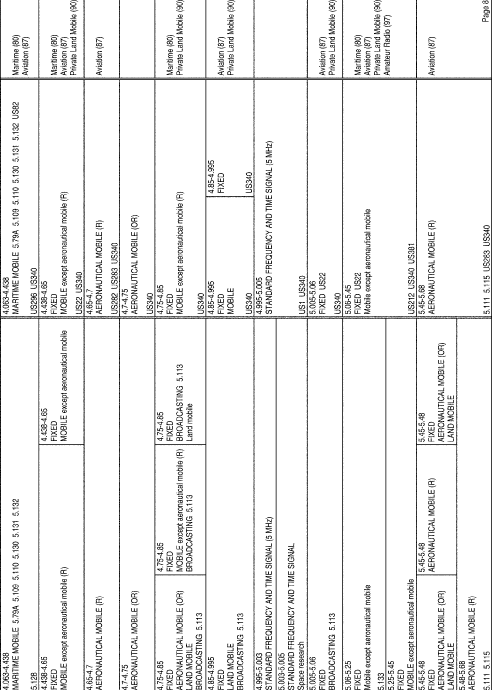 4.063-4.438
MARITIME MOBILE 5.79A 5.109 5.110 5.130 5.131 5.132
5.128
4.063-4.438
MARITIME MOBILE 5.79A 5.109 5.110 5.130 5.131 5.132 US82
US296 US340
Maritime (80)
Aviation (87)
4.438-4.65
FIXED
MOBILE except aeronautical mobile (R)
4.438-4.65
FIXED
MOBILE except aeronautical mobile
4.438-4.65
FIXED
MOBILE except aeronautical mobile (R)
US22 US340
Maritime (80)
Aviation (87)
Private Land Mobile (90)
4.65-4.7
AERONAUTICAL MOBILE (R)
4.65-4.7
AERONAUTICAL MOBILE (R)
US282 US283 US340
Aviation (87)
4.7-4.75
AERONAUTICAL MOBILE (OR)
4.7-4.75
AERONAUTICAL MOBILE (OR)
US340
4.75-4.85
FIXED
AERONAUTICAL MOBILE (OR)
LAND MOBILE
BROADCASTING 5.113
4.75-4.85
FIXED
MOBILE except aeronautical mobile (R)
BROADCASTING 5.113
4.75-4.85
FIXED
BROADCASTING 5.113
Land mobile
4.75-4.85
FIXED
MOBILE except aeronautical mobile (R)
US340
Maritime (80)
Private Land Mobile (90)
4.85-4.995
FIXED
LAND MOBILE
BROADCASTING 5.113
4.85-4.995
FIXED
MOBILE
US340
4.85-4.995
FIXED
US340
Aviation (87)
Private Land Mobile (90)
4.995-5.003
STANDARD FREQUENCY AND TIME SIGNAL (5 MHz)
5.003-5.005
STANDARD FREQUENCY AND TIME SIGNAL
Space research
4.995-5.005
STANDARD FREQUENCY AND TIME SIGNAL (5 MHz)
US1 US340
5.005-5.06
FIXED
BROADCASTING 5.113
5.005-5.06
FIXED US22
US340
Aviation (87)
Private Land Mobile (90)
5.06-5.25
FIXED
Mobile except aeronautical mobile
5.133
5.25-5.45
FIXED
MOBILE except aeronautical mobile
5.06-5.45
FIXED US22
Mobile except aeronautical mobile
US212 US340 US381
Maritime (80)
Aviation (87)
Private Land Mobile (90)
Amateur Radio (97)
5.45-5.48
FIXED
AERONAUTICAL MOBILE (OR)
LAND MOBILE
5.45-5.48
AERONAUTICAL MOBILE (R)
5.45-5.48
FIXED
AERONAUTICAL MOBILE (OR)
LAND MOBILE
5.45-5.68
AERONAUTICAL MOBILE (R)
Aviation (87)
5.48-5.68
AERONAUTICAL MOBILE (R)
5.111 5.115
5.111 5.115 US283 US340
Page 8